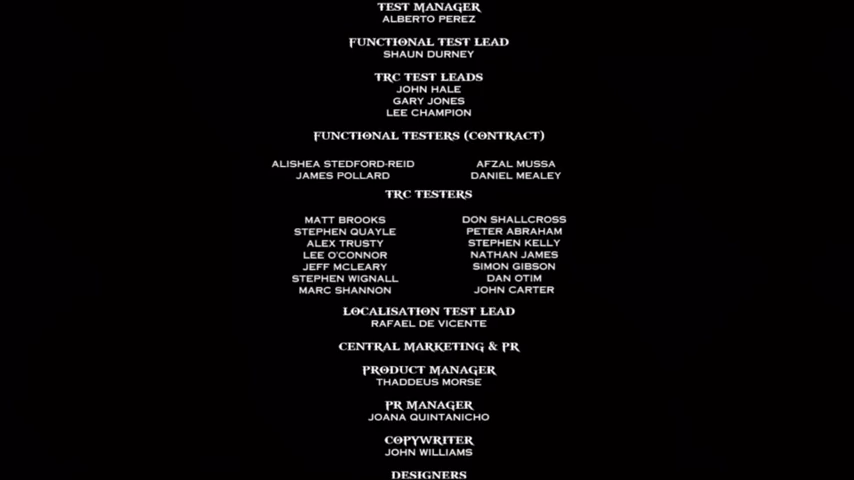 TEST MANAGER
ALBERTO PEREZ
FUNCTIONAL TEST LEAD
SHAUN DURNEY
TRC TEST LEADS
JOHN HALE
GARY JONES
LEE CHAMPION
FUNCTIONAL TESTERS (CONTRACT)
ALISHEA STEDFORD-REID AFZAL MUSSA
JAMES POLLARD DANIEL MEALEY
TRC TESTERS
MATT BROOKS DON SHALLCROSS
STEPHEN QUAYLE PETER ABRAHAM
ALEX TRUSTY STEPHEN KELLY
LEE O'CONNOR NATHAN JAMES
JEFF MCLEARY SIMON GIBSON
STEPHEN WIGNALL DAN OTIM
MARC SHANNON JOHN CARTER
LOCALISATION TEST LEAD
RAFAEL DE VICENTE
CENTRAL MARKETING & PR
PRODUCT MANAGER
THADDEUS MORSE
PR MANAGER
JOANA QUINTANICHO
COPYWRITER
JOHN WILLIAMS
DESIGNERS